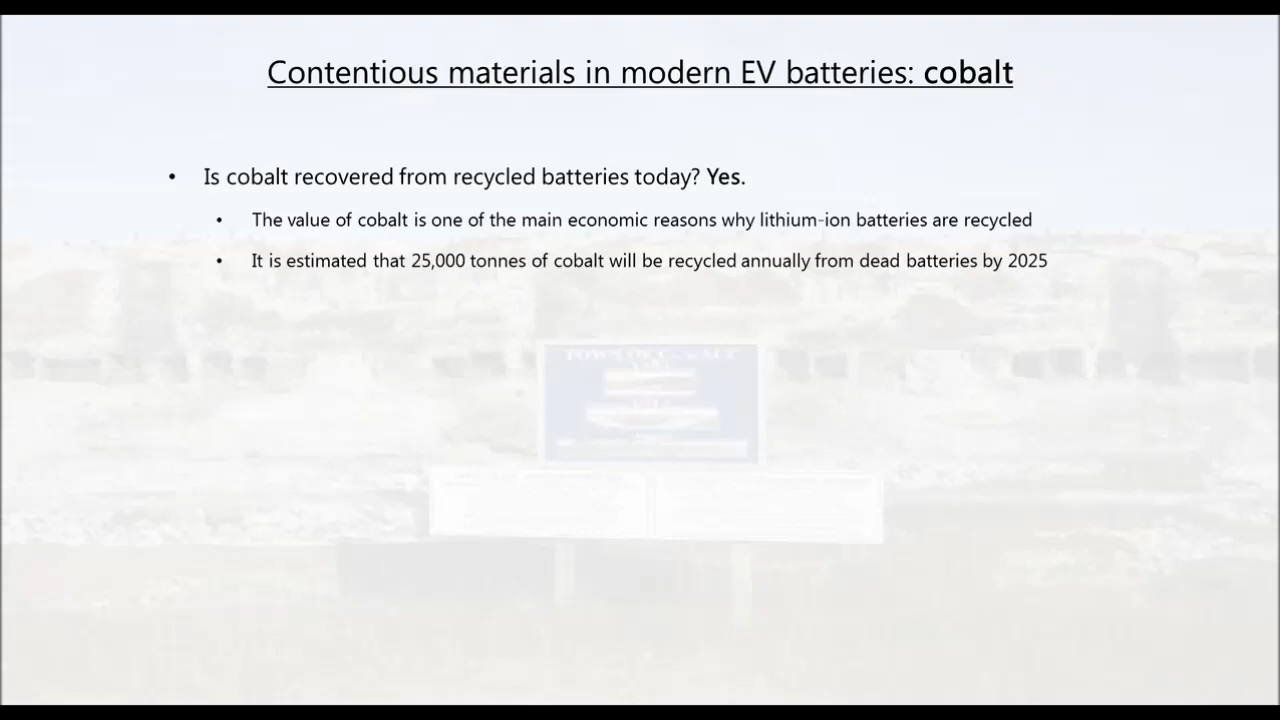 Contentious materials in modern EV batteries: cobalt
• Is cobalt recovered from recycled batteries today? Yes.
• The value of cobalt is one of the main economic reasons why lithium-ion batteries are recycled
• It is estimated that 25,000 tonnes of cobalt will be recycled annually from dead batteries by 2025